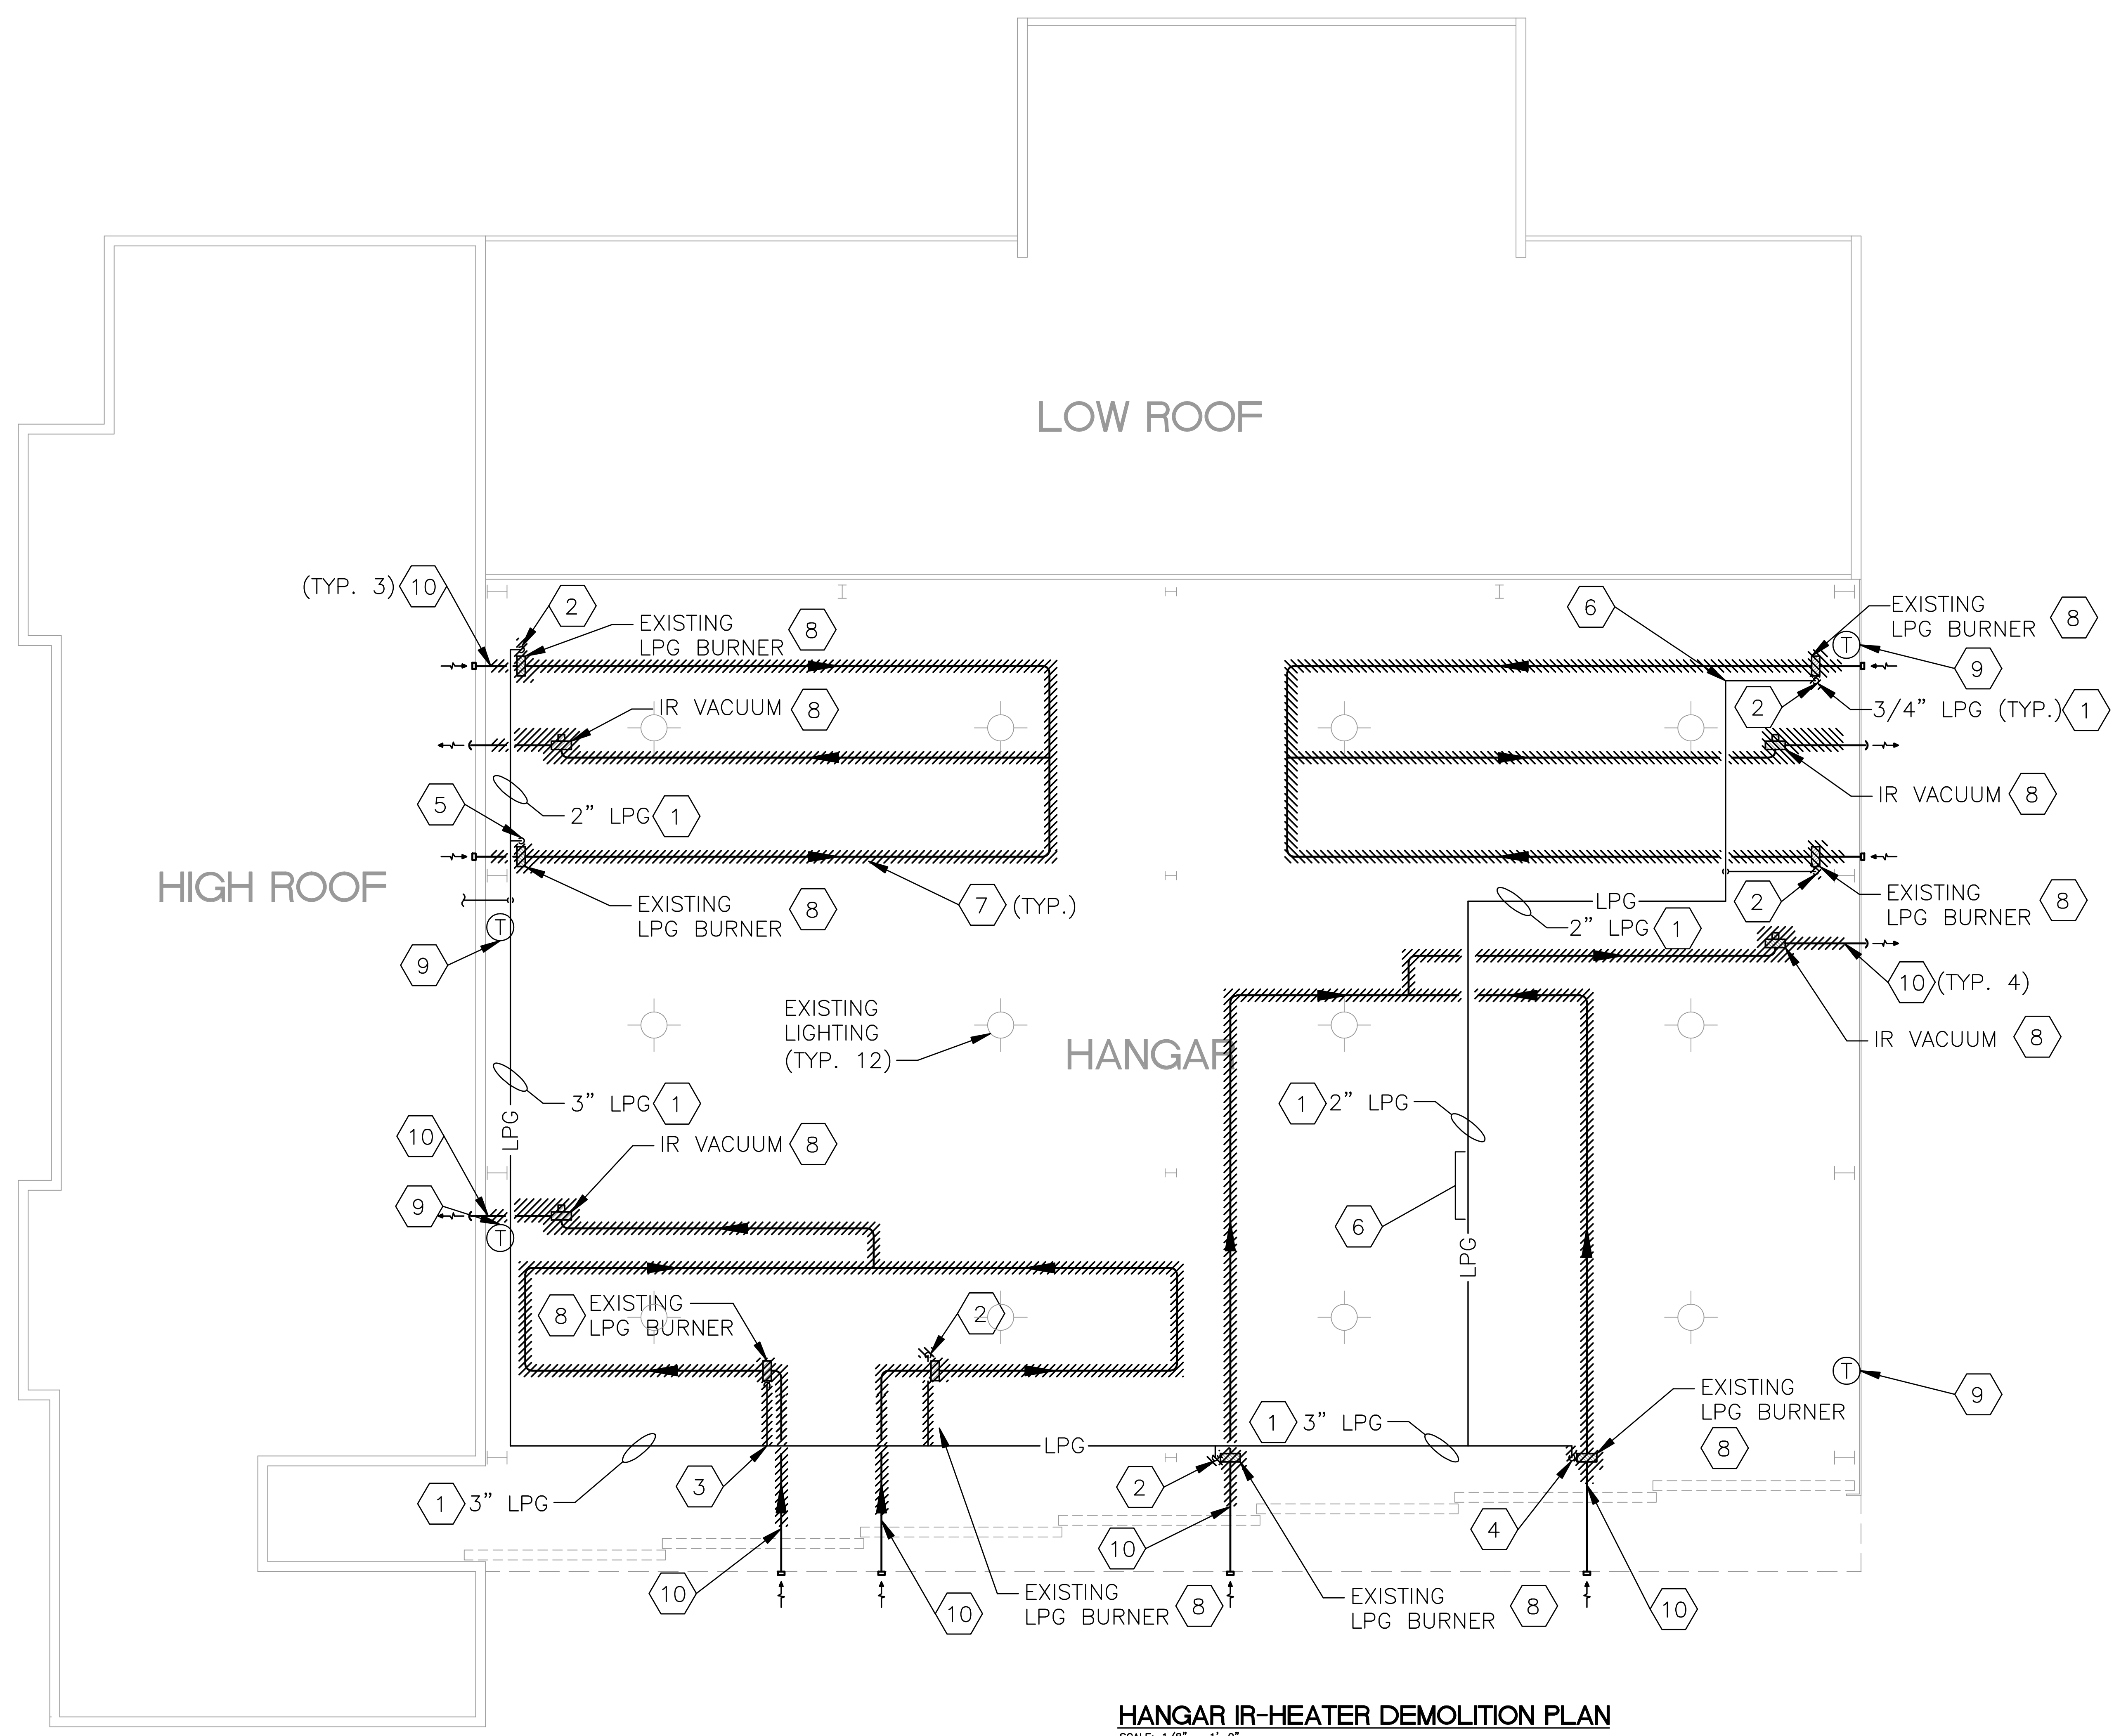 LOW ROOF
(TYP. 3) 10
2
EXISTING
LPG BURNER 8
6
EXISTING
LPG BURNER 8
T
9
IR VACUUM 8
2
3/4" LPG (TYP.) 1
5
2" LPG 1
IR VACUUM 8
HIGH ROOF
EXISTING
LPG BURNER 8
7 (TYP.)
LPG
2
EXISTING
LPG BURNER 8
2" LPG 1
T
9
10 (TYP. 4)
EXISTING
LIGHTING
(TYP. 12)
HANGAR
IR VACUUM 8
3" LPG 1
LPG
1 2" LPG
10
IR VACUUM 8
9
T
6
LPG
8 EXISTING
LPG BURNER
2
T
9
EXISTING
LPG BURNER
8
1 3" LPG
LPG
1 3" LPG
3
2
4
10
10
10
EXISTING
LPG BURNER 8
EXISTING
LPG BURNER 8
10
HANGAR IR-HEATER DEMOLITION PLAN